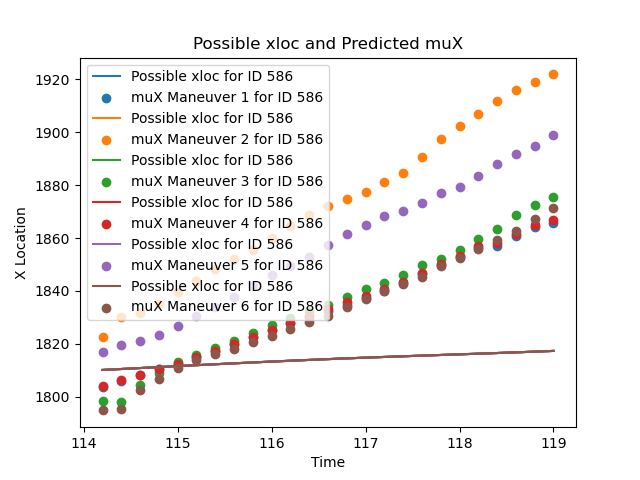 Possible xloc and Predicted muX
1920
1900
1880
1860
1840
1820
1800
X Location
Possible xloc for ID 586
muX Maneuver 1 for ID 586
Possible xloc for ID 586
muX Maneuver 2 for ID 586
Possible xloc for ID 586
muX Maneuver 3 for ID 586
Possible xloc for ID 586
muX Maneuver 4 for ID 586
Possible xloc for ID 586
muX Maneuver 5 for ID 586
Possible xloc for ID 586
muX Maneuver 6 for ID 586
114 115 116 117 118 119
Time